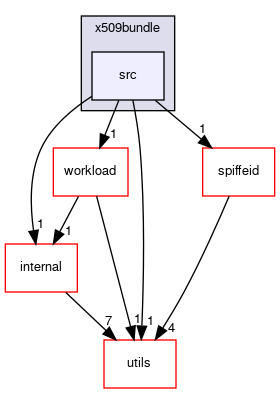 x509bundle
src
1
1
workload
spiffeid
1
1
internal
7
1
1
4
utils